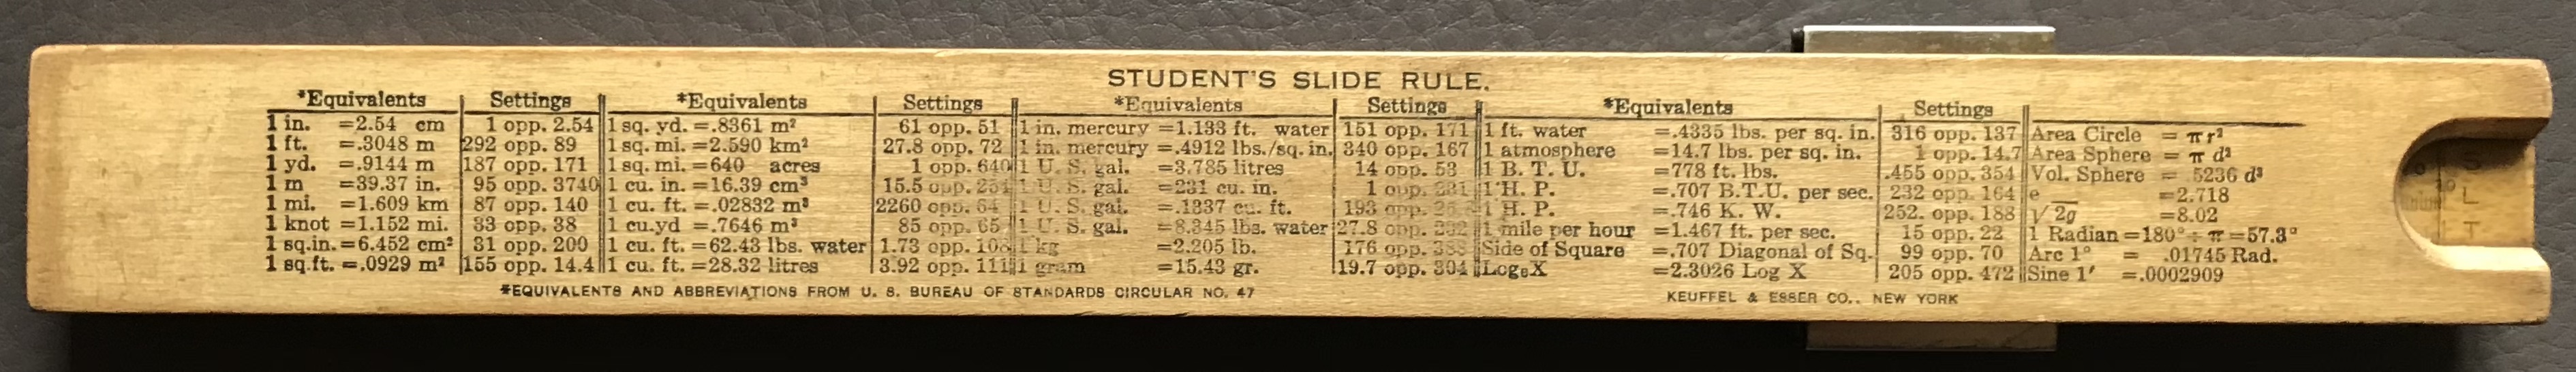 STUDENT'S SLIDE RULE.
*Equivalents Settings *Equivalents Settings *Equivalents Settings *Equivalents Settings
1 in. =2.54 cm 1 opp. 2.54 1 sq. yd. =.8361 m² 61 opp. 51 1 in. mercury =1.133 ft. water 151 opp. 171 1 ft. water =.4335 lbs. per sq. in. 316 opp. 137 Area Circle = π r²
1 ft. =.3048 m 292 opp. 89 1 sq. mi. =2.590 km² 27.8 opp. 72 1 in. mercury =.4912 lbs./sq. in. 340 opp. 167 1 atmosphere =14.7 lbs. per sq. in. 1 opp. 14.7 Area Sphere = π d²
1 yd. =.9144 m 187 opp. 171 1 sq. mi. =640 acres 1 opp. 640 1 U. S. gal. =3.785 litres 14 opp. 53 1 B. T. U. =778 ft. lbs. .455 opp. 354 Vol. Sphere = .5236 d³
1 m =39.37 in. 95 opp. 3740 1 cu. in. =16.39 cm³ 15.5 opp. 254 1 U. S. gal. =231 cu. in. 1 opp. 231 1 H. P. =.707 B.T.U. per sec. 232 opp. 164 e =2.718
1 mi. =1.609 km 87 opp. 140 1 cu. ft. =.02832 m³ 2260 opp. 64 1 U. S. gal. =.1337 cu. ft. 193 opp. 1 H. P. =.746 K. W. 252. opp. 188 √2g =8.02
1 knot =1.152 mi. 33 opp. 38 1 cu.yd =.7646 m³ 85 opp. 65 1 U. S. gal. =8.345 lbs. water 27.8 opp. 232 1 mile per hour =1.467 ft. per sec. 15 opp. 22 1 Radian =180° ÷ π =57.3°
1 sq.in. =6.452 cm² 31 opp. 200 1 cu. ft. =62.43 lbs. water 1.73 opp. 108 1 kg =2.205 lb. 176 opp. 388 Side of Square =.707 Diagonal of Sq. 99 opp. 70 Arc 1° = .01745 Rad.
1 sq.ft. =.0929 m² 155 opp. 14.4 1 cu. ft. =28.32 litres 3.92 opp. 111 1 gram =15.43 gr. 19.7 opp. 304 LogₑX =2.3026 Log X 205 opp. 472 Sine 1′ =.0002909
*EQUIVALENTS AND ABBREVIATIONS FROM U. S. BUREAU OF STANDARDS CIRCULAR NO. 47
KEUFFEL & ESSER CO., NEW YORK
S
L
T